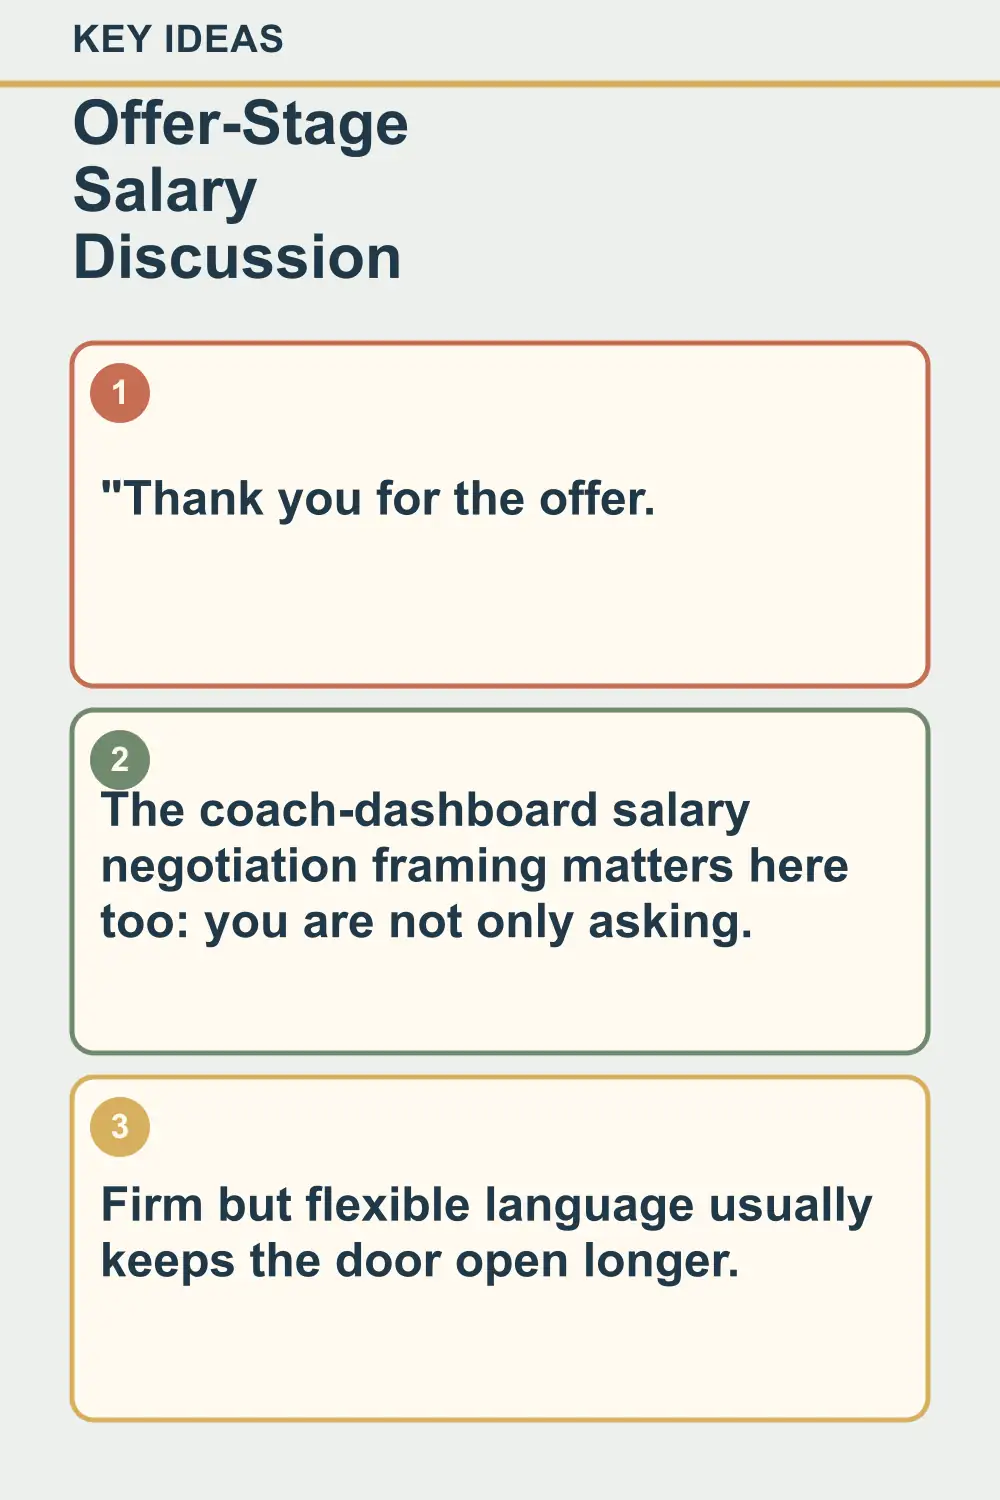 KEY IDEAS
Offer-Stage
Salary
Discussion
1
"Thank you for the offer.
2
The coach-dashboard salary
negotiation framing matters here
too: you are not only asking.
3
Firm but flexible language usually
keeps the door open longer.